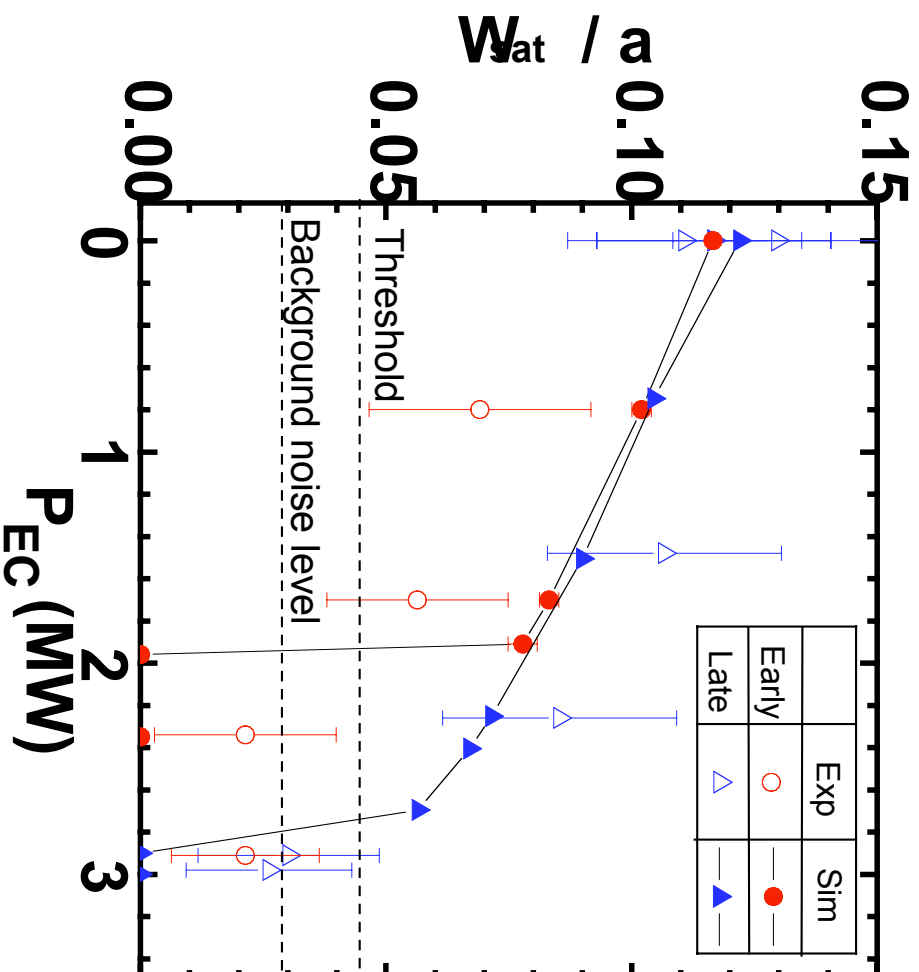 W_sat / a
0.15
0.10
0.05
0.00
Exp Sim
Early
Late
Threshold
Background noise level
0 1 2 3
P_EC (MW)